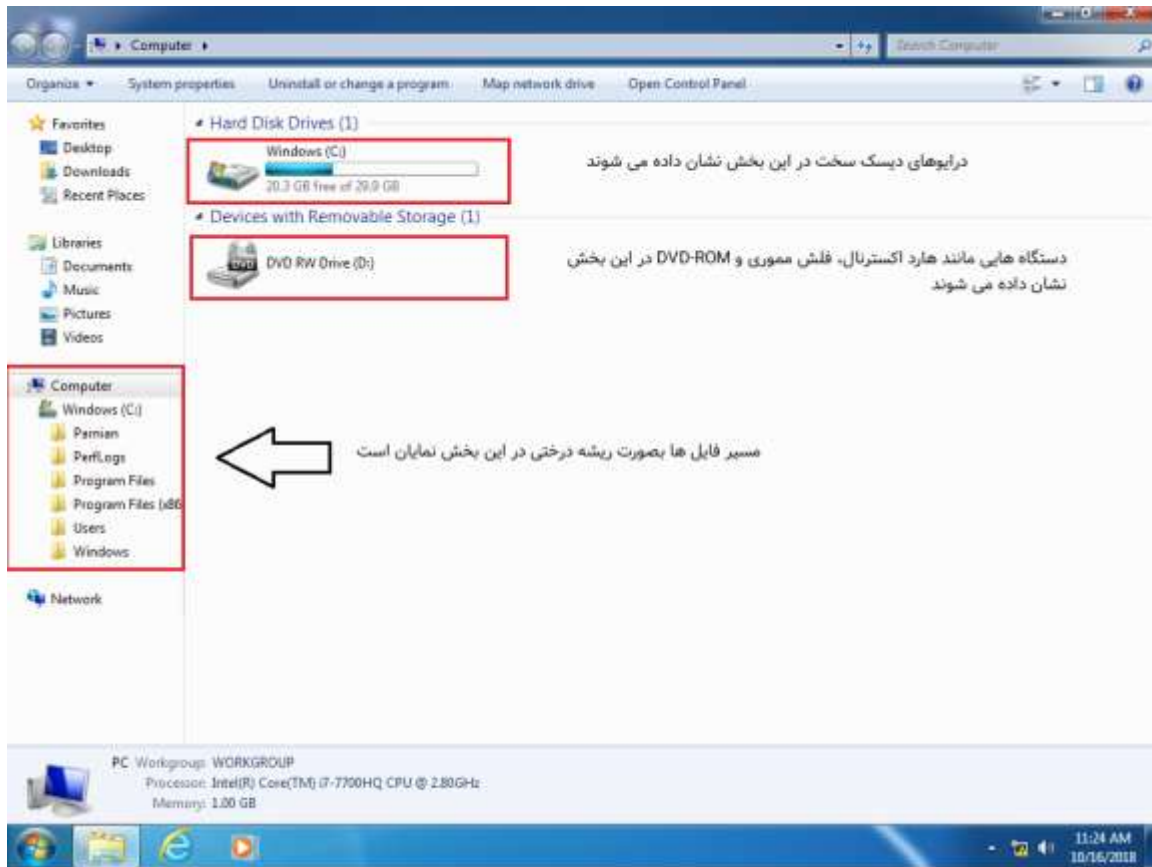 Computer
Search Computer
Organize
System properties
Uninstall or change a program
Map network drive
Open Control Panel
Favorites
Desktop
Downloads
Recent Places
Libraries
Documents
Music
Pictures
Videos
Computer
Windows (C:)
Parnian
PerfLogs
Program Files
Program Files (x86
Users
Windows
Network
Hard Disk Drives (1)
Windows (C:)
20.3 GB free of 29.9 GB
درایوهای دیسک سخت در این بخش نشان داده می شوند
Devices with Removable Storage (1)
DVD RW Drive (D:)
DVD
دستگاه هایی مانند هارد اکسترنال، فلش مموری و DVD-ROM در این بخش
نشان داده می شوند
مسیر فایل ها بصورت ریشه درختی در این بخش نمایان است
PC Workgroup: WORKGROUP
Processor: Intel(R) Core(TM) i7-7700HQ CPU @ 2.80GHz
Memory: 1.00 GB
11:24 AM
10/16/2018